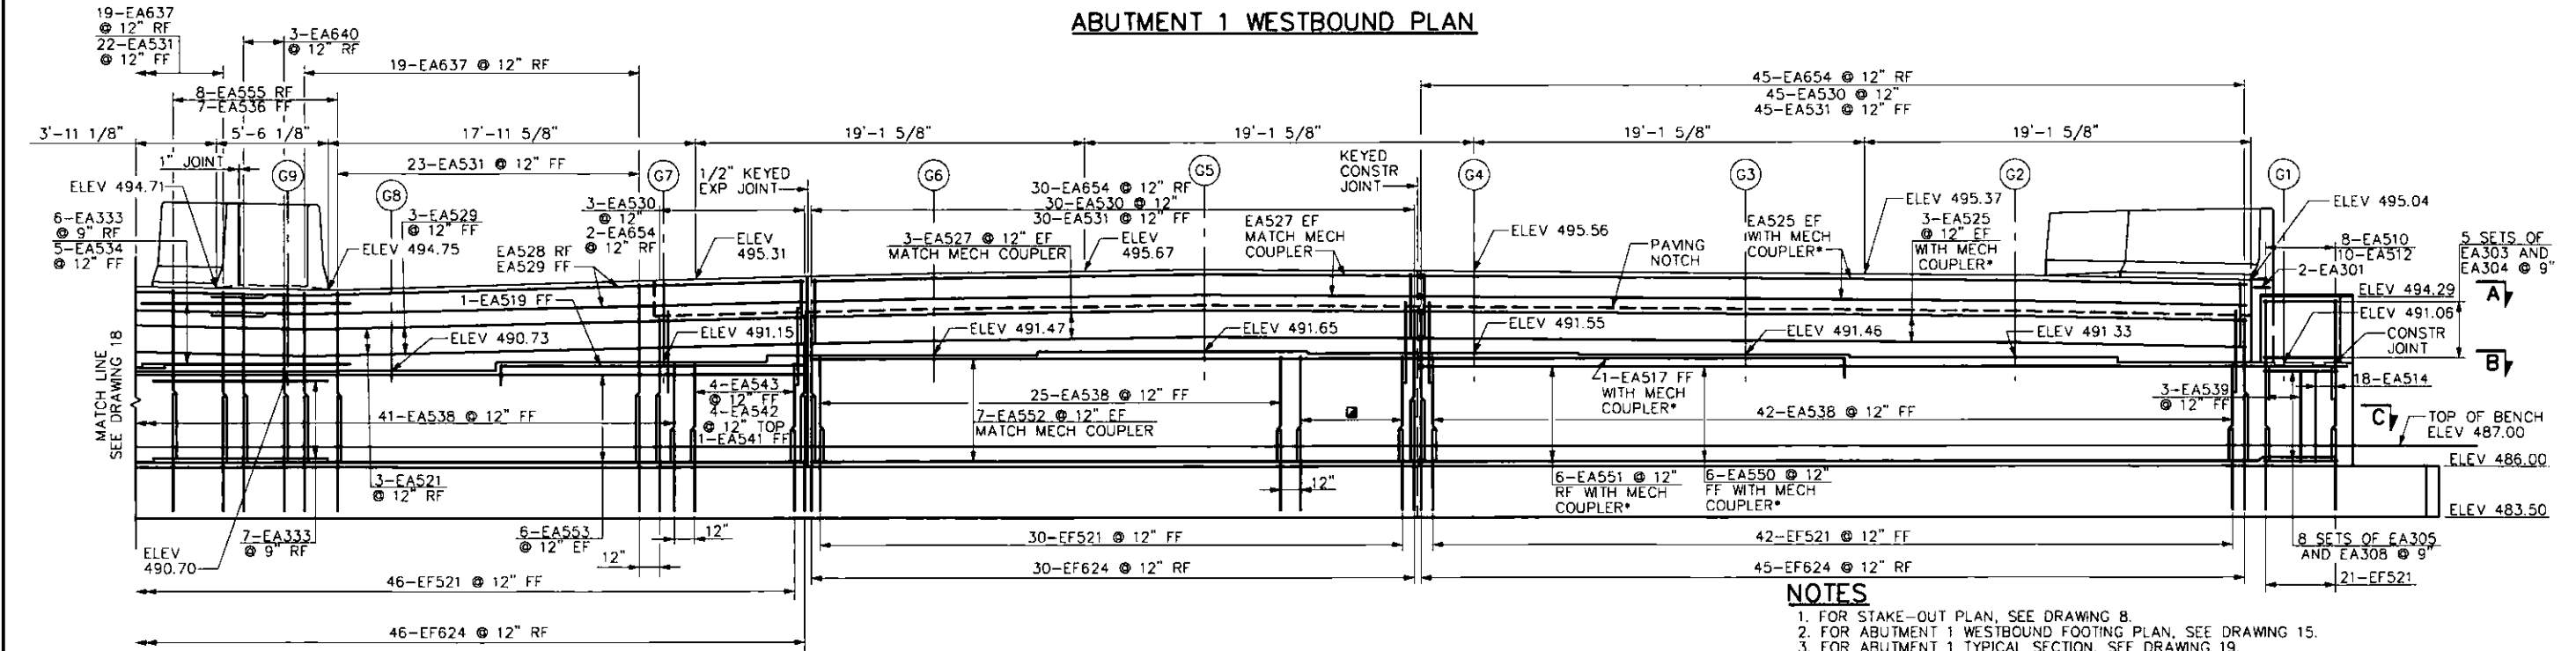 ABUTMENT 1 WESTBOUND PLAN
19-EA637
@ 12" RF
22-EA531
@ 12" FF
3-EA640
@ 12" RF
19-EA637 @ 12" RF
8-EA555 RF
7-EA536 FF
45-EA654 @ 12" RF
45-EA530 @ 12"
45-EA531 @ 12" FF
3'-11 1/8"
5'-6 1/8"
17'-11 5/8"
19'-1 5/8"
19'-1 5/8"
19'-1 5/8"
19'-1 5/8"
1" JOINT
G9
23-EA531 @ 12" FF
G8
G7
1/2" KEYED
EXP JOINT
G6
G5
KEYED
CONSTR
JOINT
G4
G3
G2
G1
ELEV 494.71
6-EA333
@ 9" RF
5-EA534
@ 12" FF
3-EA529
@ 12" FF
ELEV 494.75
EA528 RF
EA529 FF
3-EA530
@ 12"
2-EA654
@ 12" RF
ELEV
495.31
30-EA654 @ 12" RF
30-EA530 @ 12"
30-EA531 @ 12" FF
3-EA527 @ 12" EF
MATCH MECH COUPLER
ELEV
495.67
EA527 EF
MATCH MECH
COUPLER
ELEV 495.56
PAVING
NOTCH
EA525 EF
WITH MECH
COUPLER*
ELEV 495.37
3-EA525
@ 12" EF
WITH MECH
COUPLER*
ELEV 495.04
8-EA510
10-EA512
2-EA301
5 SETS OF
EA303 AND
EA304 @ 9"
A
ELEV 494.29
ELEV 491.06
CONSTR
JOINT
B
1-EA519 FF
ELEV 490.73
ELEV 491.15
ELEV 491.47
ELEV 491.65
ELEV 491.55
ELEV 491.46
ELEV 491.33
MATCH LINE
SEE DRAWING 18
41-EA538 @ 12" FF
4-EA543
@ 12" FF
4-EA542
@ 12" TOP
1-EA541 FF
25-EA538 @ 12" FF
7-EA552 @ 12" EF
MATCH MECH COUPLER
1-EA517 FF
WITH MECH
COUPLER*
42-EA538 @ 12" FF
3-EA539
@ 12" FF
18-EA514
C
TOP OF BENCH
ELEV 487.00
ELEV 486.00
3-EA521
@ 12" RF
12"
6-EA551 @ 12"
RF WITH MECH
COUPLER*
6-EA550 @ 12"
FF WITH MECH
COUPLER*
ELEV 483.50
7-EA333
@ 9" RF
6-EA553
@ 12" EF
12"
12"
30-EF521 @ 12" FF
42-EF521 @ 12" FF
8 SETS OF EA305
AND EA308 @ 9"
ELEV
490.70
46-EF521 @ 12" FF
30-EF624 @ 12" RF
45-EF624 @ 12" RF
21-EF521
46-EF624 @ 12" RF
NOTES
1. FOR STAKE-OUT PLAN, SEE DRAWING 8.
2. FOR ABUTMENT 1 WESTBOUND FOOTING PLAN, SEE DRAWING 15.
3. FOR ABUTMENT 1 TYPICAL SECTION, SEE DRAWING 19.